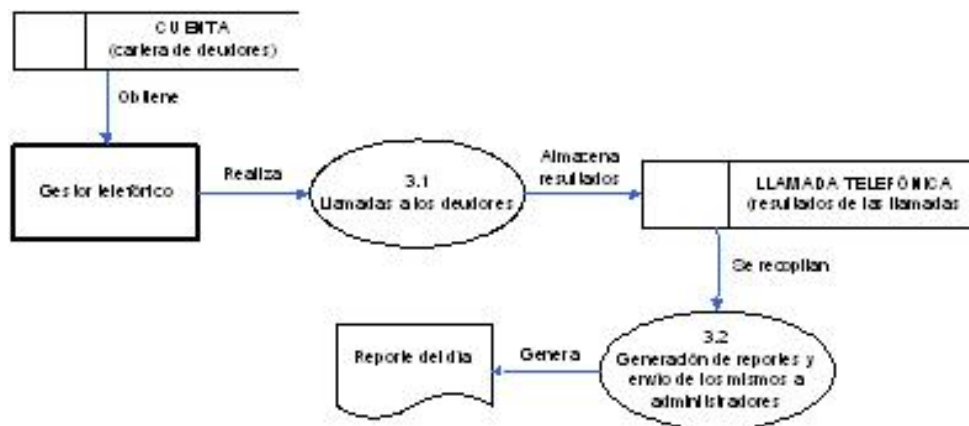 CUENTA
(cartera de deudores)
Obtiene
Gestor telefónico
Realiza
3.1
Llamadas a los deudores
Almacena
resultados
LLAMADA TELEFÓNICA
(resultados de las llamadas
Se recopilan
3.2
Generación de reportes y
envío de los mismos a
administradores
Genera
Reporte del día